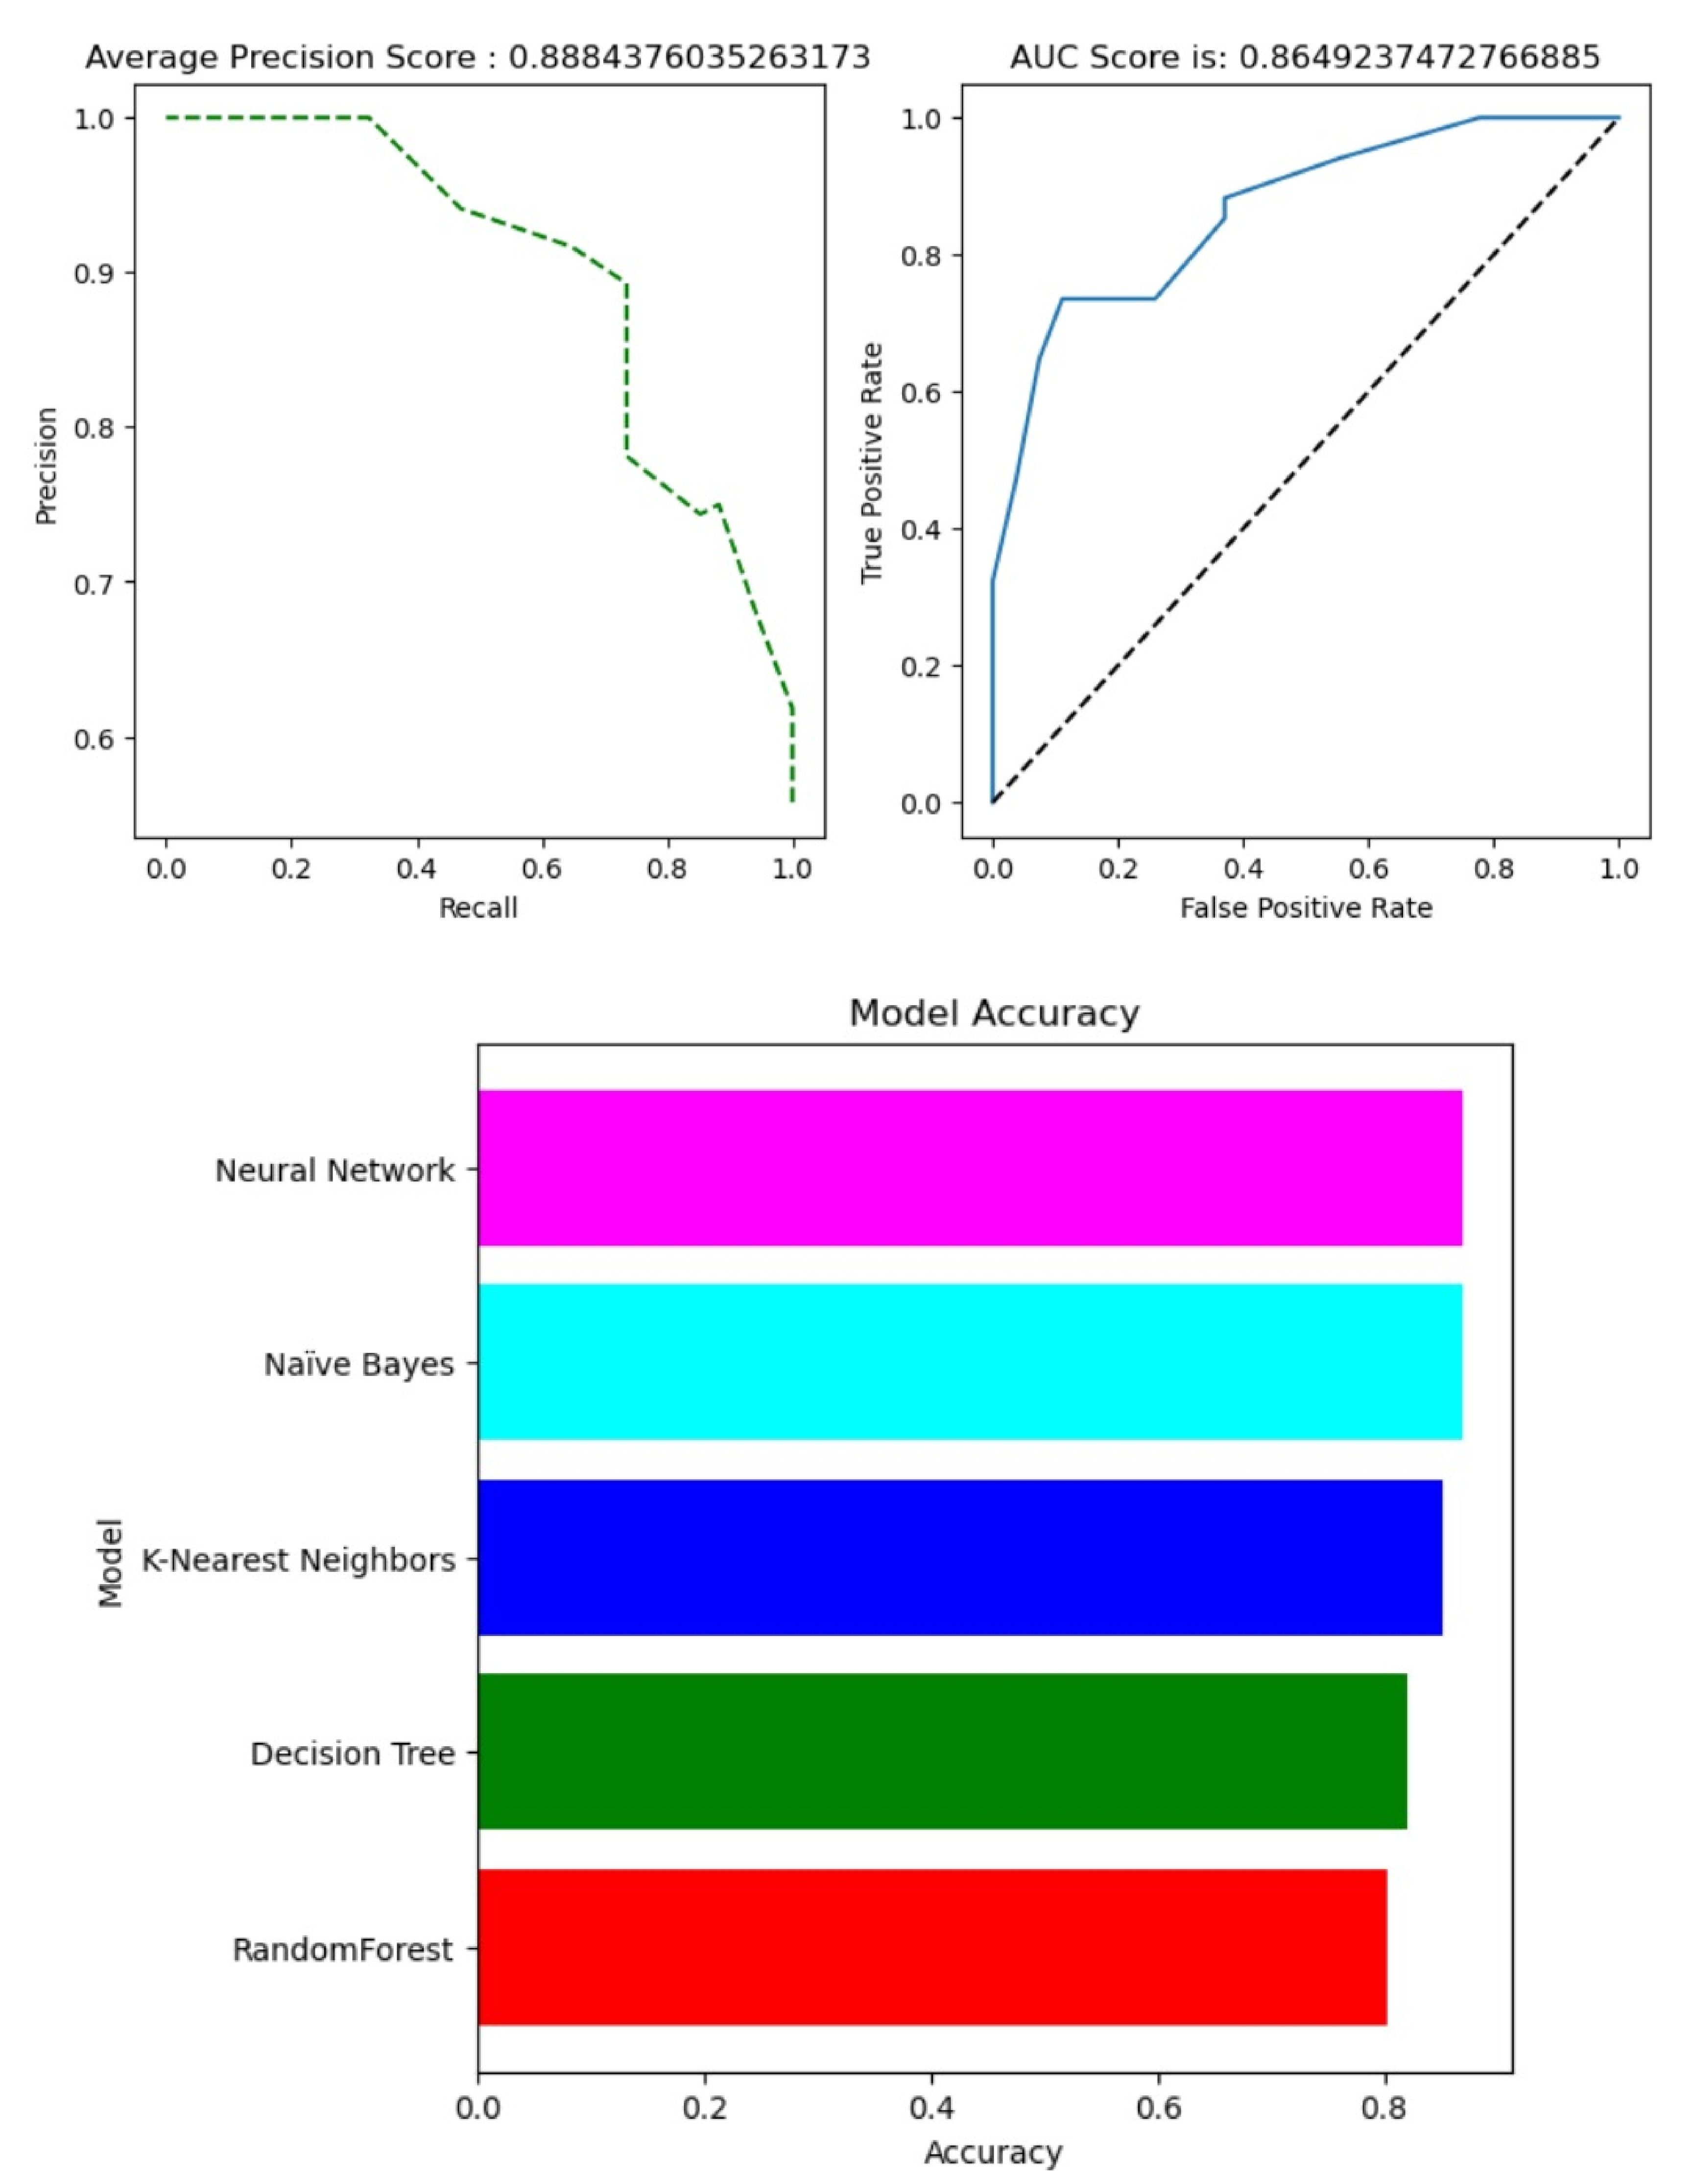 Average Precision Score : 0.8884376035263173
1.0
0.9
0.8
0.7
0.6
Precision
0.0 0.2 0.4 0.6 0.8 1.0
Recall
AUC Score is: 0.8649237472766885
1.0
0.8
0.6
0.4
0.2
0.0
True Positive Rate
0.0 0.2 0.4 0.6 0.8 1.0
False Positive Rate
Model Accuracy
Neural Network
Naïve Bayes
K-Nearest Neighbors
Decision Tree
RandomForest
Model
0.0 0.2 0.4 0.6 0.8
Accuracy